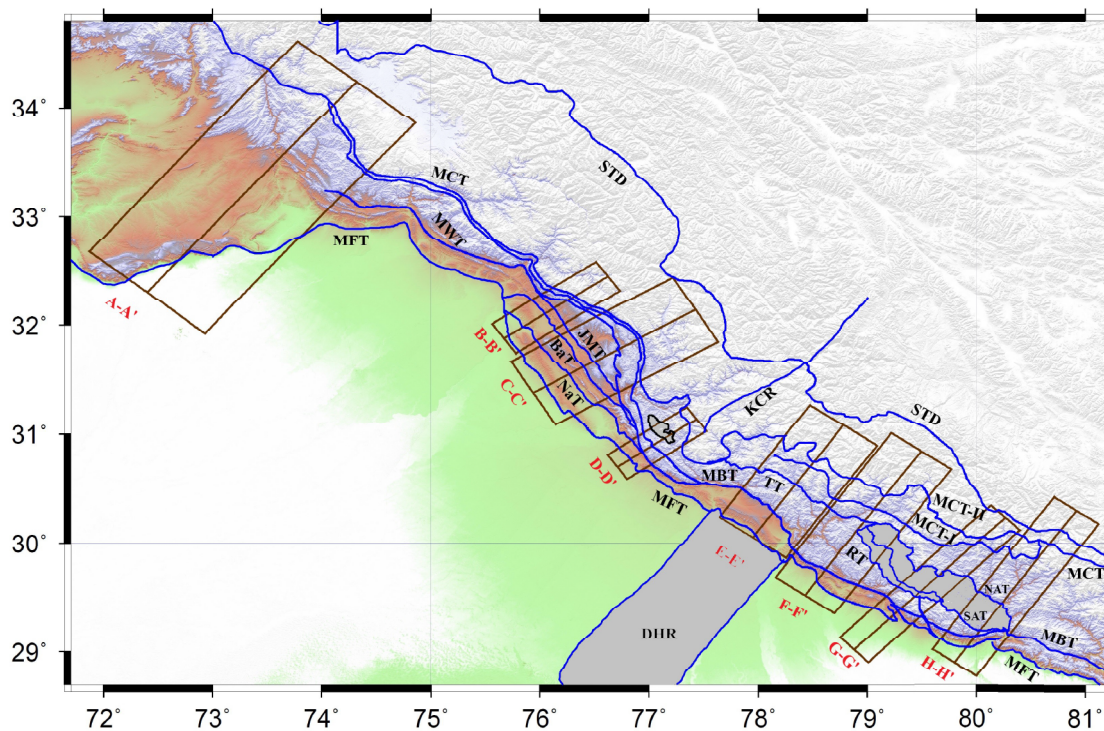 34°
33°
32°
31°
30°
29°
STD
MCT
MWT
MFT
A-A'
JMT
BaT
B-B'
NaT
C-C'
KCR
STD
D-D'
MBT
TT
MFT
MCT-II
MCT-I
E-E'
RT
MCT
NAT
F-F'
SAT
DHR
MBT
G-G'
H-H'
MFT
72° 73° 74° 75° 76° 77° 78° 79° 80° 81°